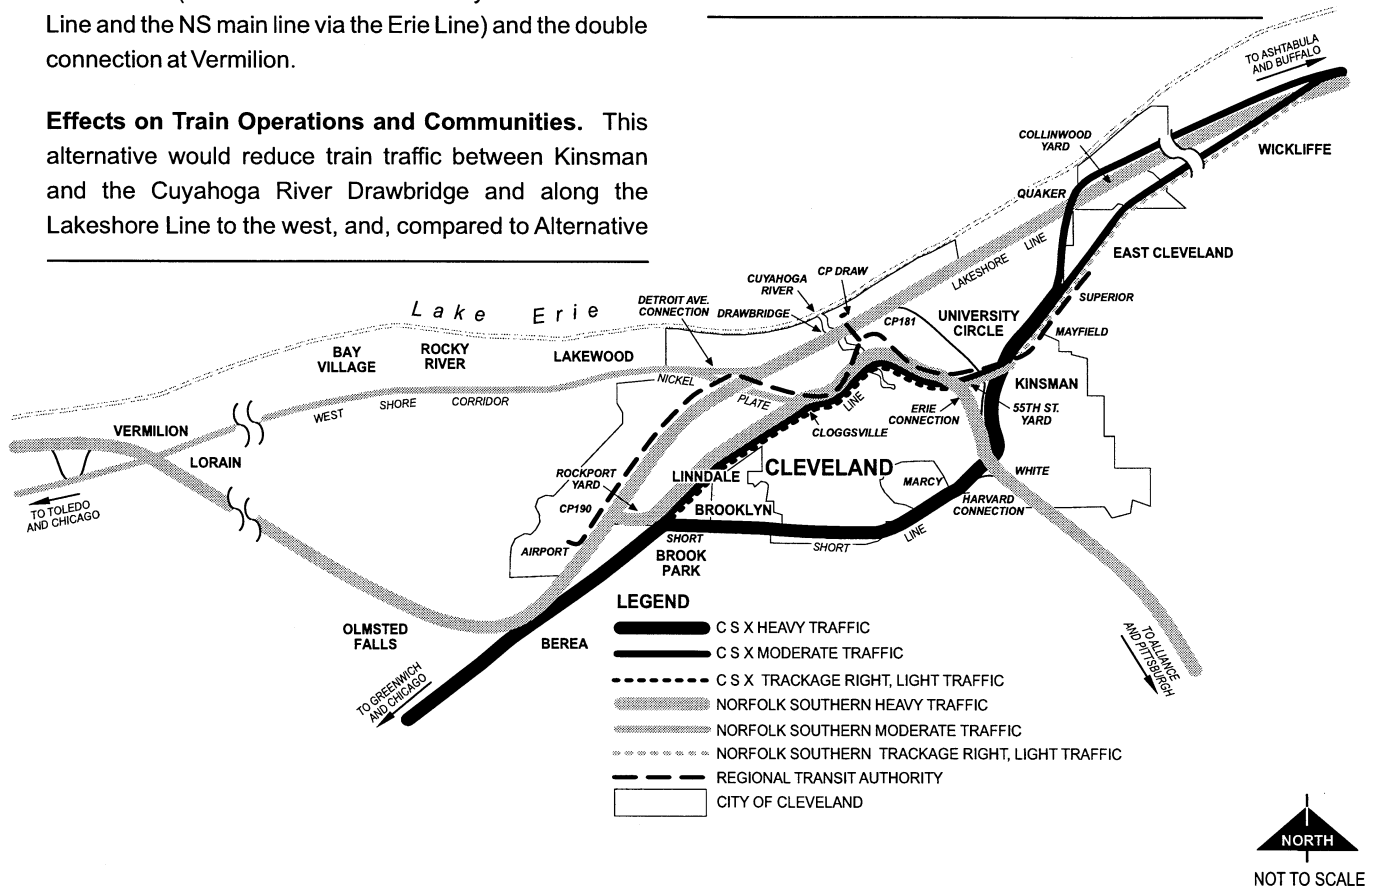 Line and the NS main line via the Erie Line) and the double
connection at Vermilion.
Effects on Train Operations and Communities. This
alternative would reduce train traffic between Kinsman
and the Cuyahoga River Drawbridge and along the
Lakeshore Line to the west, and, compared to Alternative
TO ASHTABULA
AND BUFFALO
COLLINWOOD
YARD
WICKLIFFE
QUAKER
LAKESHORE LINE
EAST CLEVELAND
CUYAHOGA
RIVER
CP DRAW
DETROIT AVE.
CONNECTION
DRAWBRIDGE
SUPERIOR
Lake Erie
CP181
UNIVERSITY
CIRCLE
MAYFIELD
BAY
VILLAGE
ROCKY
RIVER
LAKEWOOD
NICKEL
PLATE
LINE
KINSMAN
WEST SHORE CORRIDOR
ERIE
CONNECTION
55TH ST.
YARD
VERMILION
CLOGGSVILLE
LORAIN
CLEVELAND
ROCKPORT
YARD
LINNDALE
MARCY
WHITE
TO TOLEDO
AND CHICAGO
CP190
BROOKLYN
HARVARD
CONNECTION
AIRPORT
SHORT
SHORT
LINE
BROOK
PARK
OLMSTED
FALLS
BEREA
TO GREENWICH
AND CHICAGO
TO ALLIANCE
AND PITTSBURGH
LEGEND
C S X HEAVY TRAFFIC
C S X MODERATE TRAFFIC
C S X TRACKAGE RIGHT, LIGHT TRAFFIC
NORFOLK SOUTHERN HEAVY TRAFFIC
NORFOLK SOUTHERN MODERATE TRAFFIC
NORFOLK SOUTHERN TRACKAGE RIGHT, LIGHT TRAFFIC
REGIONAL TRANSIT AUTHORITY
CITY OF CLEVELAND
NORTH
NOT TO SCALE